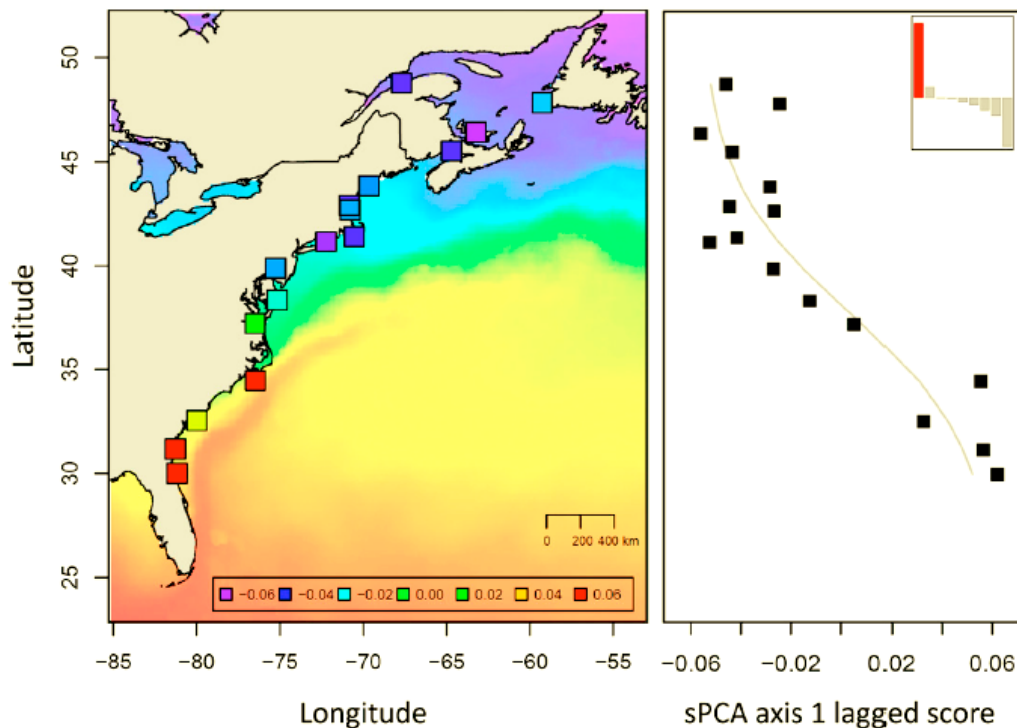 50
45
40
35
30
25
Latitude
0 200 400 km
−0.06 −0.04 −0.02 0.00 0.02 0.04 0.06
−85 −80 −75 −70 −65 −60 −55
Longitude
−0.06 −0.02 0.02 0.06
sPCA axis 1 lagged score